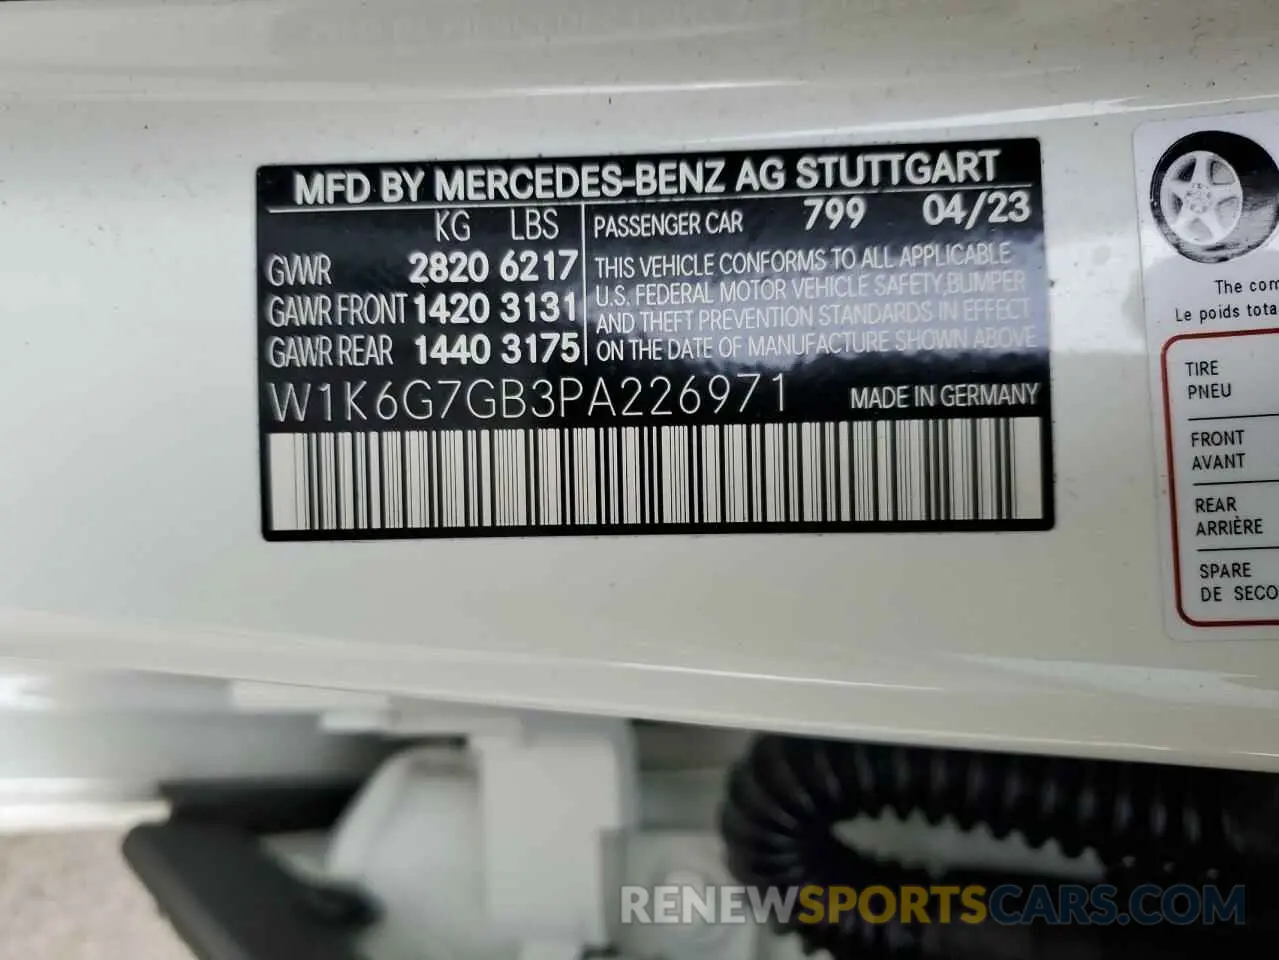 MFD BY MERCEDES-BENZ AG STUTTGART
KG LBS
GVWR 2820 6217
GAWR FRONT 1420 3131
GAWR REAR 1440 3175
PASSENGER CAR 799 04/23
THIS VEHICLE CONFORMS TO ALL APPLICABLE
U.S. FEDERAL MOTOR VEHICLE SAFETY,BUMPER
AND THEFT PREVENTION STANDARDS IN EFFECT
ON THE DATE OF MANUFACTURE SHOWN ABOVE
W1K6G7GB3PA226971 MADE IN GERMANY
The
Le poids
TIRE
PNEU
FRONT
AVANT
REAR
ARRIÈRE
SPARE
DE
RENEWSPORTSCARS.COM